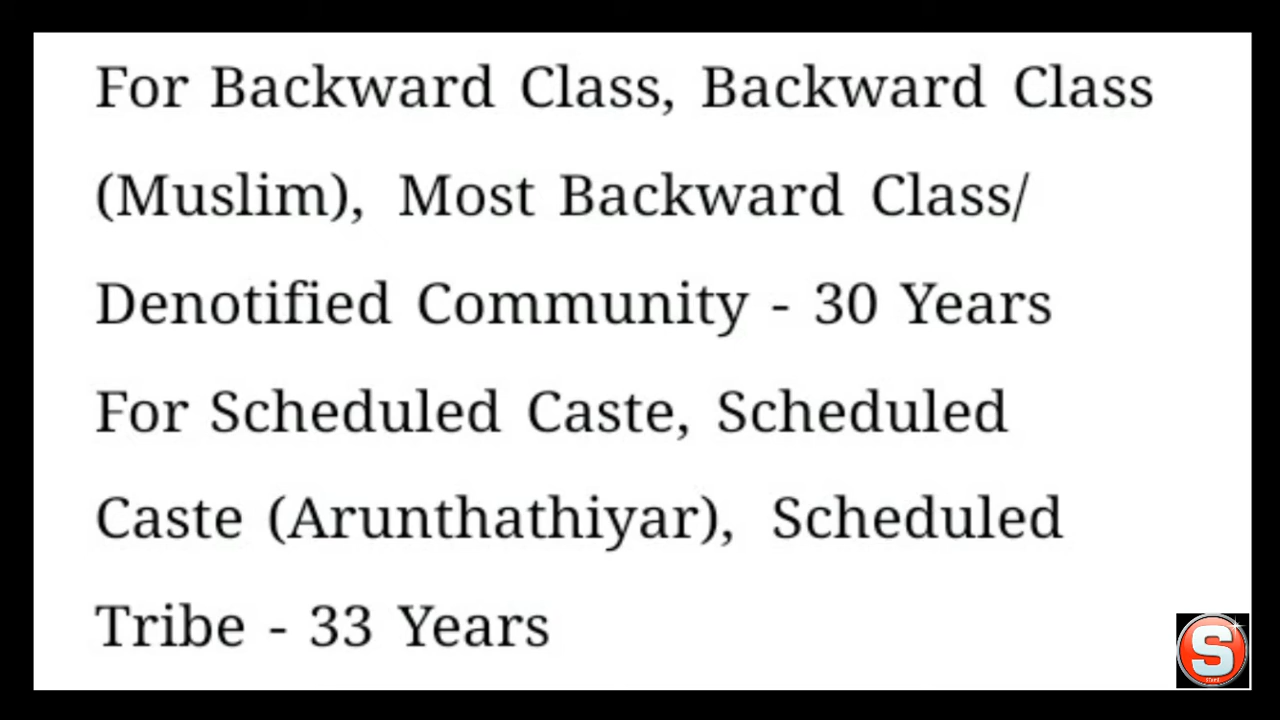 For Backward Class, Backward Class
(Muslim), Most Backward Class/
Denotified Community - 30 Years
For Scheduled Caste, Scheduled
Caste (Arunthathiyar), Scheduled
Tribe - 33 Years
S